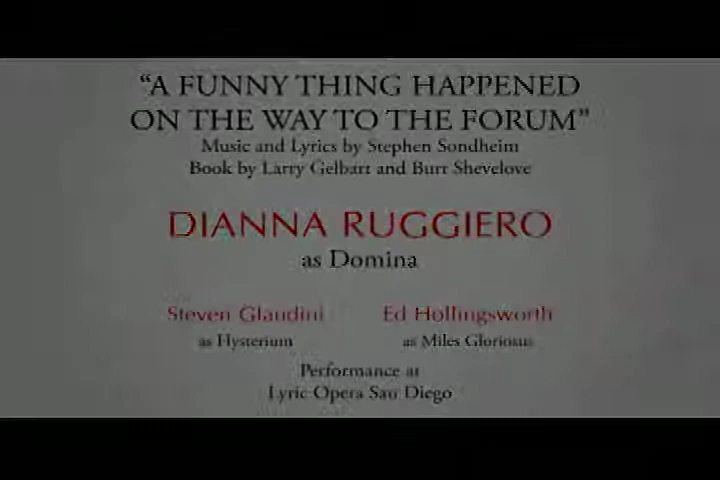 “A FUNNY THING HAPPENED
ON THE WAY TO THE FORUM”
Music and Lyrics by Stephen Sondheim
Book by Larry Gelbart and Burt Shevelove
DIANNA RUGGIERO
as Domina
Steven Glaudini Ed Hollingsworth
as Hysterium as Miles Gloriosus
Performance at
Lyric Opera San Diego